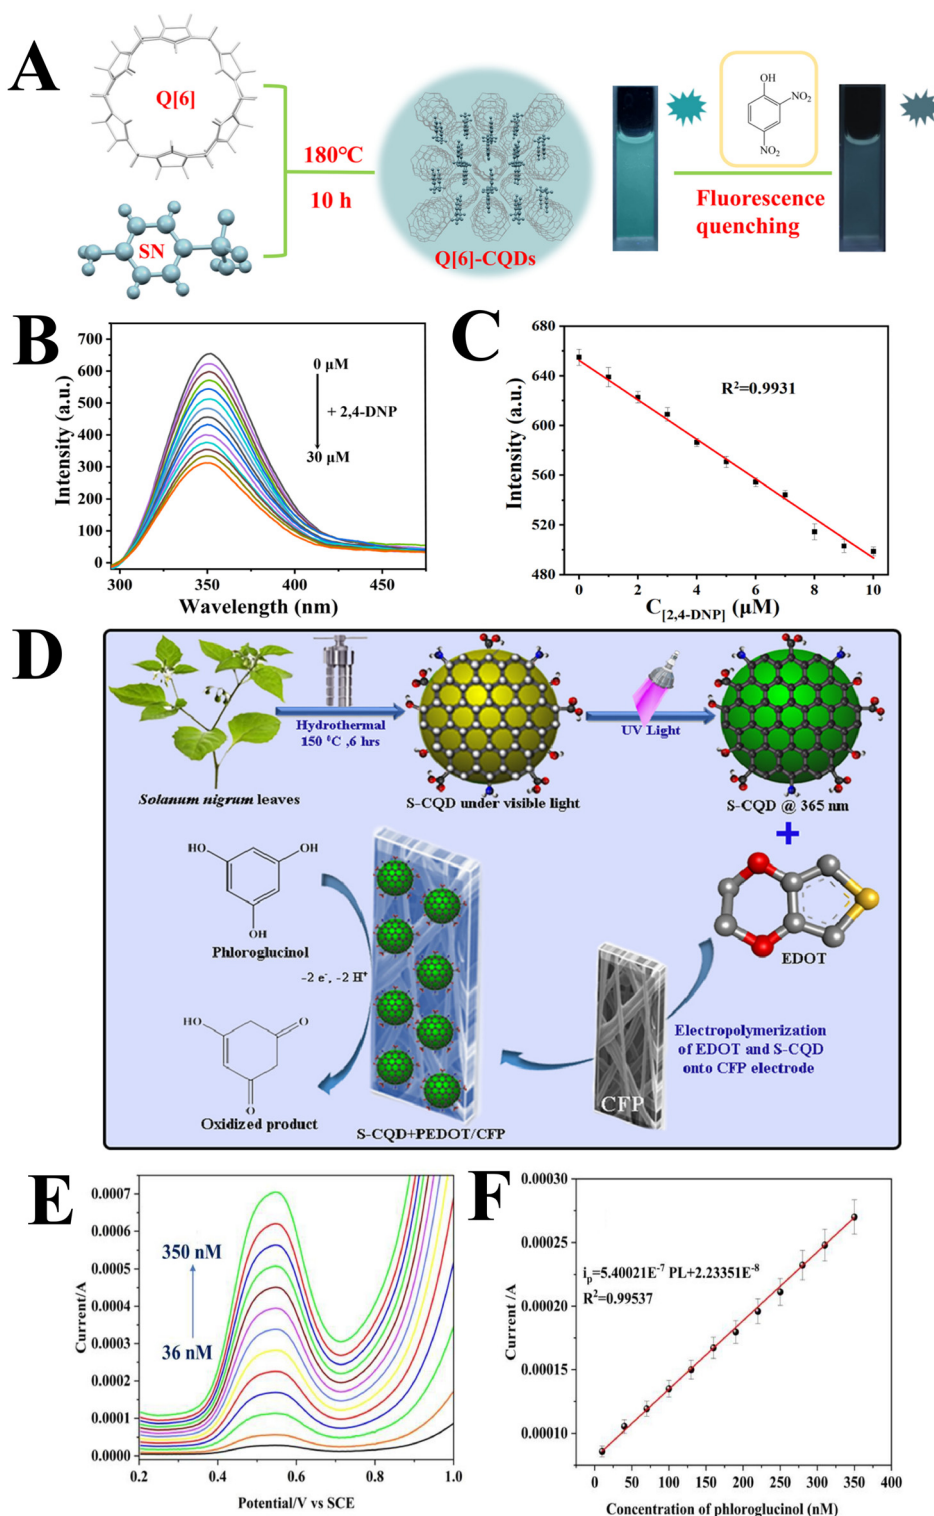 A
Q[6]
SN
180°C
10 h
Q[6]-CQDs
OH
NO₂
NO₂
Fluorescence
quenching
B
Intensity (a.u.)
700
600
500
400
300
200
100
0
0 μM
+ 2,4-DNP
30 μM
295
350
400
450
Wavelength (nm)
C
Intensity (a.u.)
680
640
600
560
520
480
R²=0.9931
0
2
4
6
8
10
C[2,4-DNP] (μM)
D
Solanum nigrum leaves
Hydrothermal
150 ⁰C ,6 hrs
S-CQD under visible light
UV Light
S-CQD @ 365 nm
+
EDOT
HO
OH
OH
Phloroglucinol
-2 e⁻, -2 H⁺
HO
O
O
Oxidized product
S-CQD+PEDOT/CFP
CFP
Electropolymerization
of EDOT and S-CQD
onto CFP electrode
E
Current/A
0.0007
0.0006
0.0005
0.0004
0.0003
0.0002
0.0001
0.0000
350 nM
36 nM
0.2
0.4
0.6
0.8
1.0
Potential/V vs SCE
F
Current /A
0.00030
0.00025
0.00020
0.00015
0.00010
iₚ=5.40021E⁻⁷ PL+2.23351E⁻⁸
R²=0.99537
0
50
100
150
200
250
300
350
400
Concentration of phloroglucinol (nM)